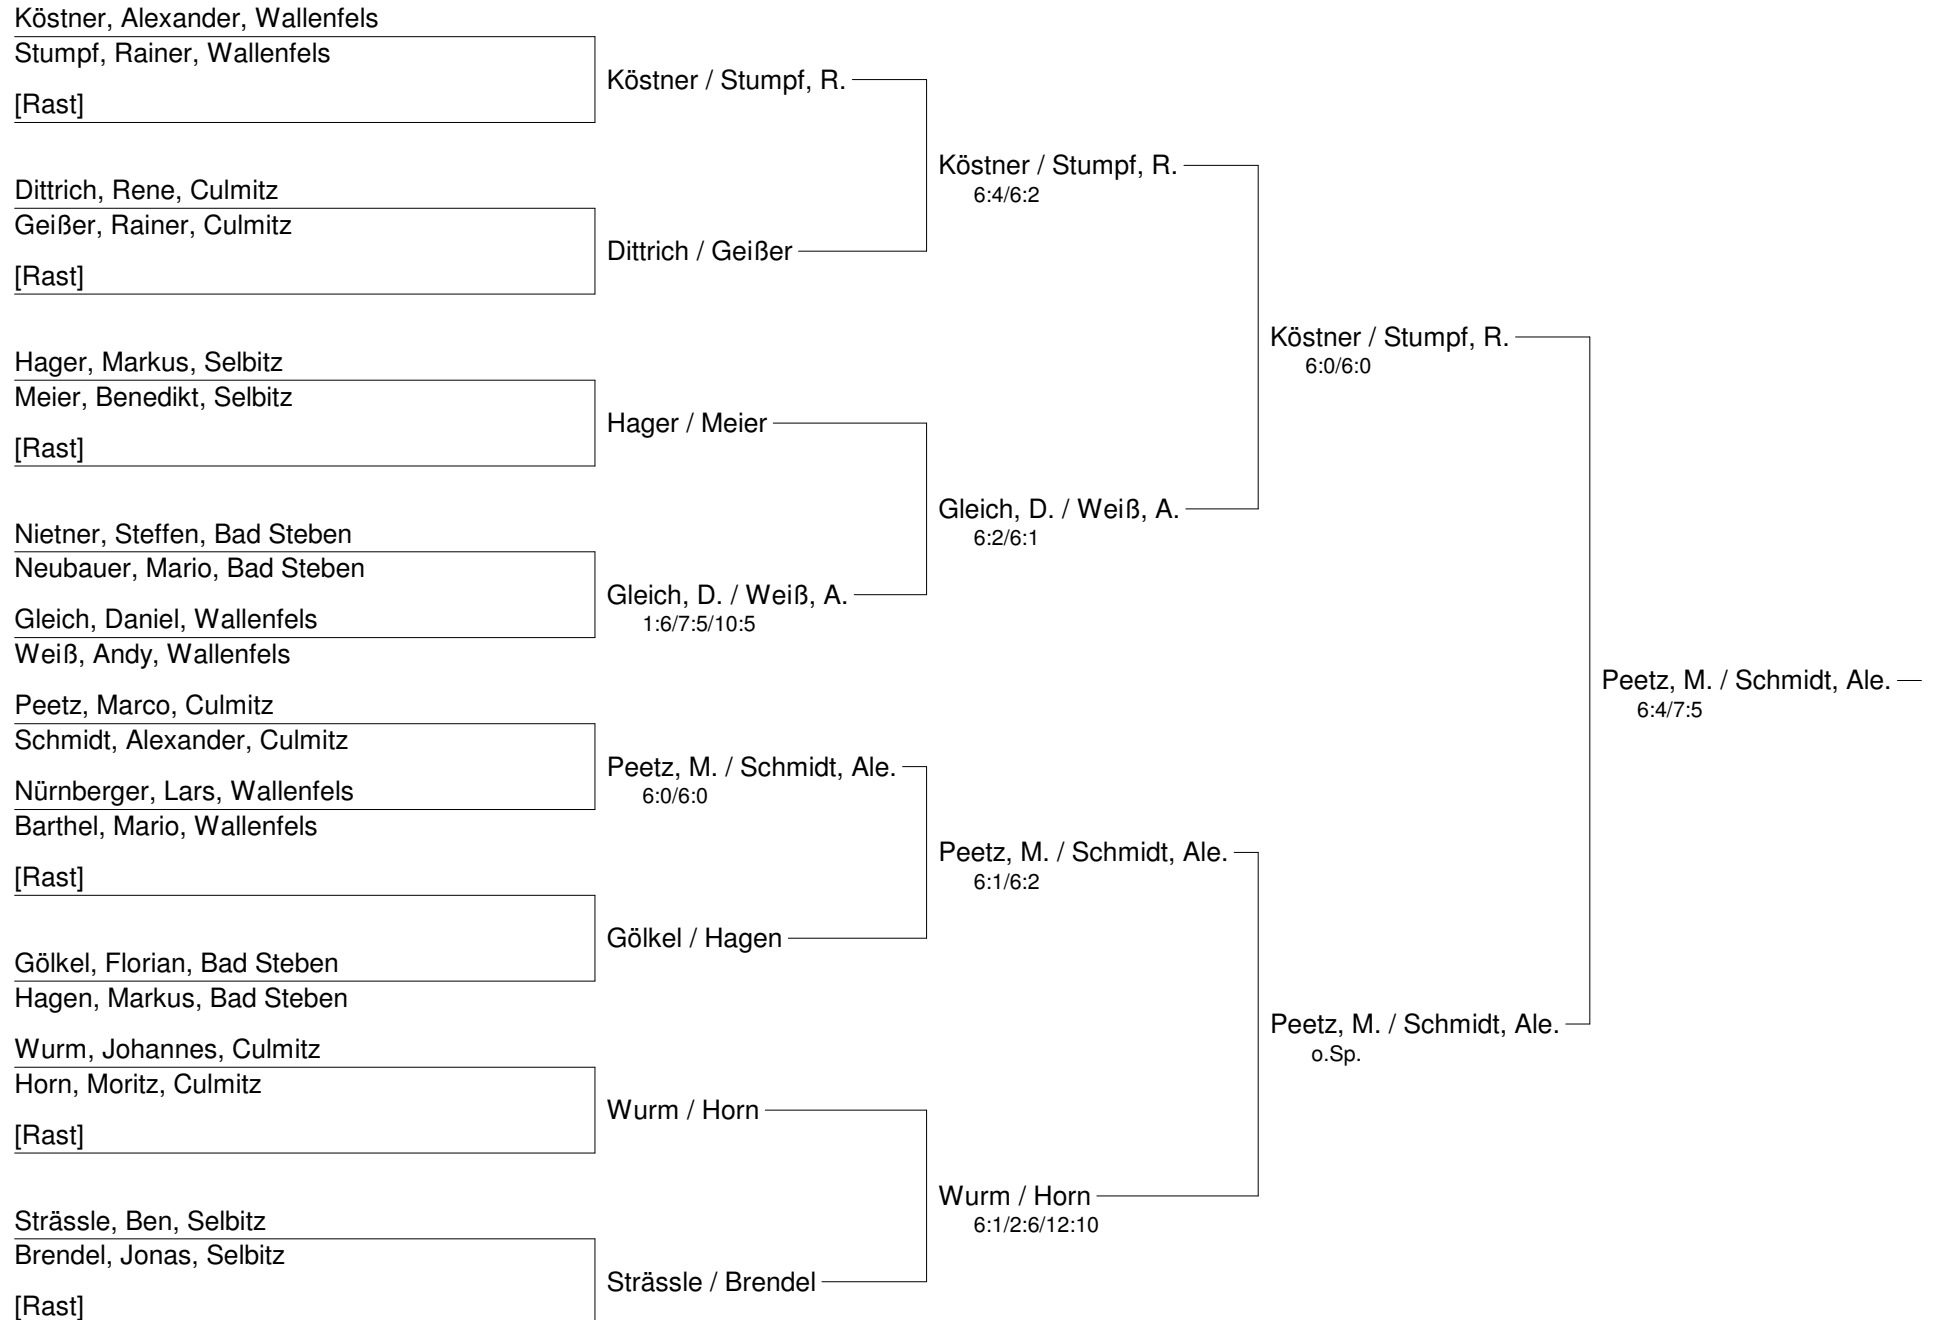 Köstner, Alexander, Wallenfels
Stumpf, Rainer, Wallenfels
[Rast]
Dittrich, Rene, Culmitz
Geißer, Rainer, Culmitz
[Rast]
Hager, Markus, Selbitz
Meier, Benedikt, Selbitz
[Rast]
Nietner, Steffen, Bad Steben
Neubauer, Mario, Bad Steben
Gleich, Daniel, Wallenfels
Weiß, Andy, Wallenfels
Peetz, Marco, Culmitz
Schmidt, Alexander, Culmitz
Nürnberger, Lars, Wallenfels
Barthel, Mario, Wallenfels
[Rast]
Gölkel, Florian, Bad Steben
Hagen, Markus, Bad Steben
Wurm, Johannes, Culmitz
Horn, Moritz, Culmitz
[Rast]
Strässle, Ben, Selbitz
Brendel, Jonas, Selbitz
[Rast]
Köstner / Stumpf, R.
Dittrich / Geißer
Hager / Meier
Gleich, D. / Weiß, A.
1:6/7:5/10:5
Peetz, M. / Schmidt, Ale.
6:0/6:0
Gölkel / Hagen
Wurm / Horn
Strässle / Brendel
Köstner / Stumpf, R.
6:4/6:2
Gleich, D. / Weiß, A.
6:2/6:1
Peetz, M. / Schmidt, Ale.
6:1/6:2
Wurm / Horn
6:1/2:6/12:10
Köstner / Stumpf, R.
6:0/6:0
Peetz, M. / Schmidt, Ale.
o.Sp.
Peetz, M. / Schmidt, Ale.
6:4/7:5